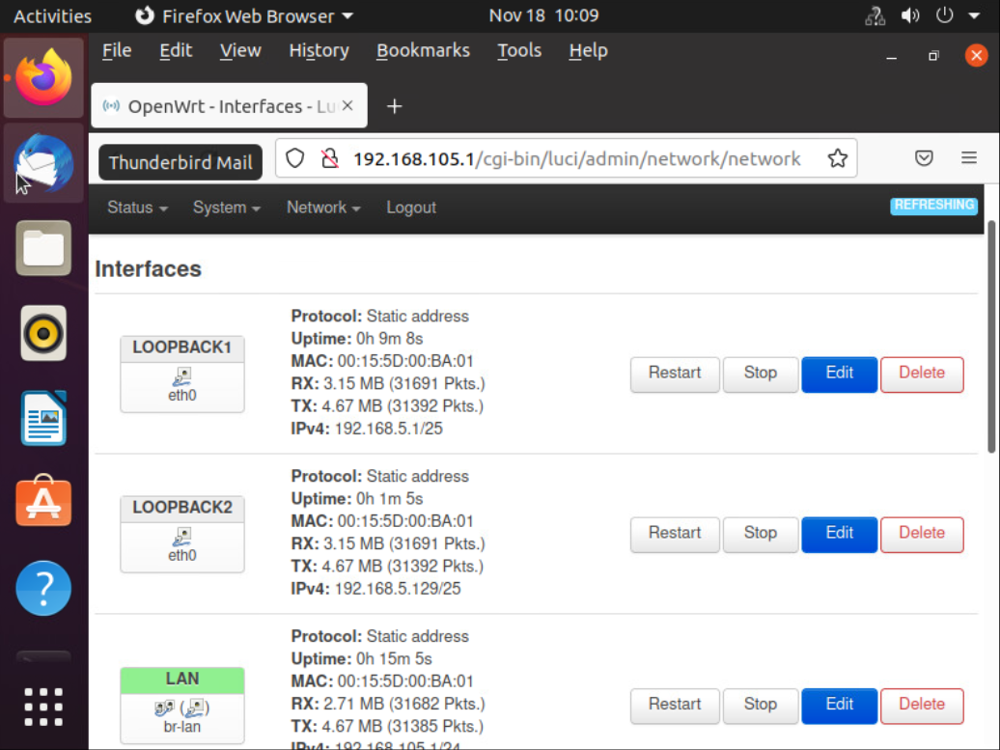 Activities
Firefox Web Browser
Nov 18 10:09
File Edit View History Bookmarks Tools Help
OpenWrt - Interfaces - Lu
Thunderbird Mail
192.168.105.1/cgi-bin/luci/admin/network/network
Status System Network Logout
REFRESHING
Interfaces
LOOPBACK1
eth0
Protocol: Static address
Uptime: 0h 9m 8s
MAC: 00:15:5D:00:BA:01
RX: 3.15 MB (31691 Pkts.)
TX: 4.67 MB (31392 Pkts.)
IPv4: 192.168.5.1/25
Restart Stop Edit Delete
LOOPBACK2
eth0
Protocol: Static address
Uptime: 0h 1m 5s
MAC: 00:15:5D:00:BA:01
RX: 3.15 MB (31691 Pkts.)
TX: 4.67 MB (31392 Pkts.)
IPv4: 192.168.5.129/25
Restart Stop Edit Delete
LAN
br-lan
Protocol: Static address
Uptime: 0h 15m 5s
MAC: 00:15:5D:00:BA:01
RX: 2.71 MB (31682 Pkts.)
TX: 4.67 MB (31385 Pkts.)
IPv4: 192.168.105.1/24
Restart Stop Edit Delete